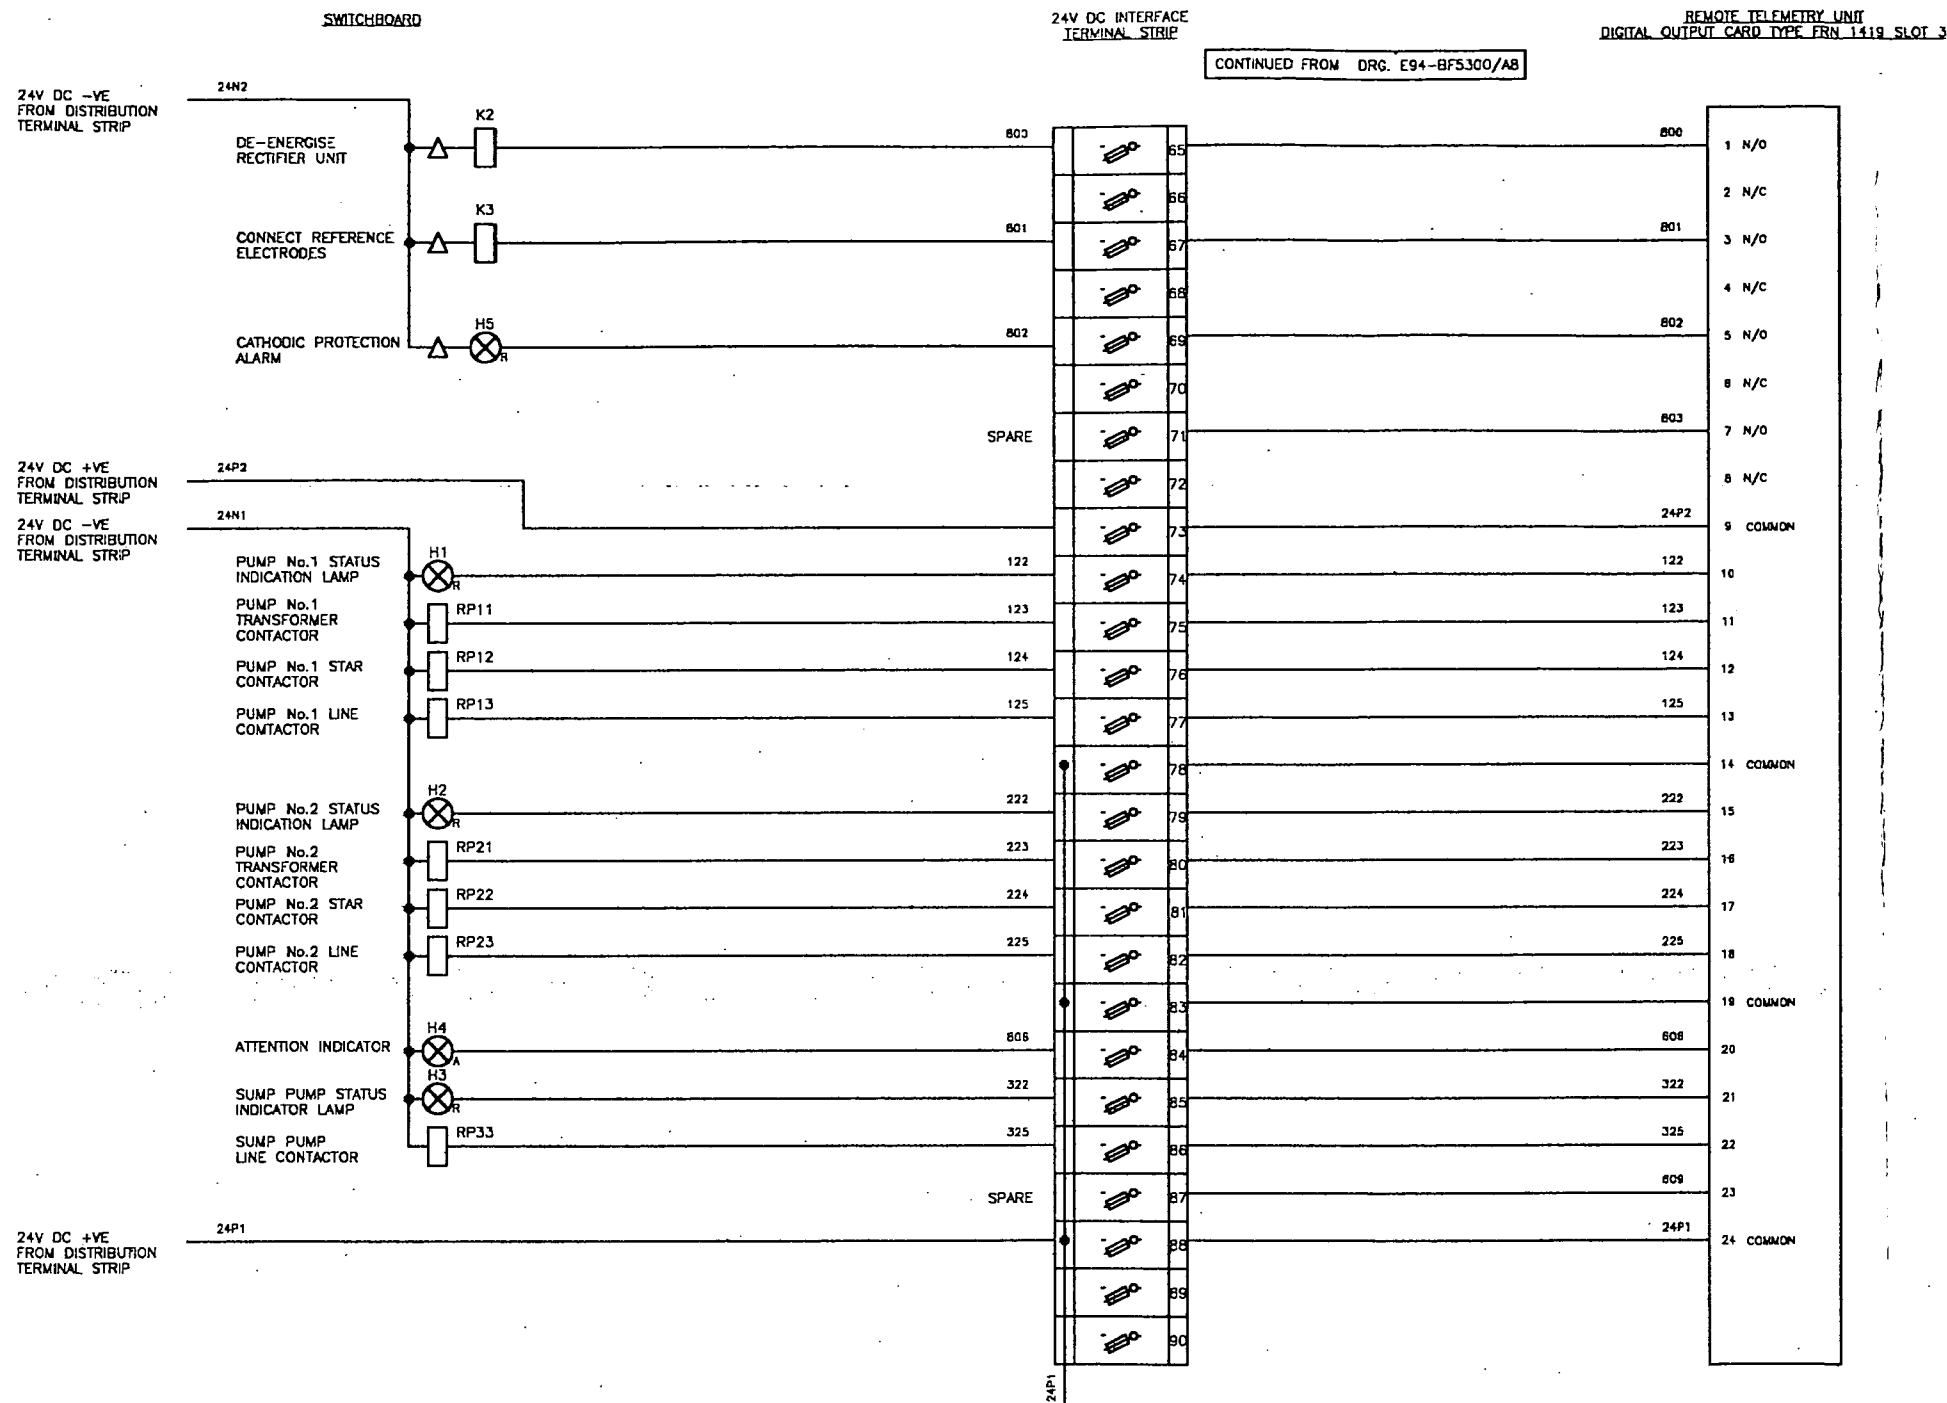 SWITCHBOARD
24V DC INTERFACE
TERMINAL STRIP
REMOTE TELEMETRY UNIT
DIGITAL OUTPUT CARD TYPE FRN 1419 SLOT 3
CONTINUED FROM DRG. E94-BF5300/AB
24V DC -VE
FROM DISTRIBUTION
TERMINAL STRIP
24N2
DE-ENERGISE
RECTIFIER UNIT
K2
800
65
800
1 N/O
66
2 N/C
CONNECT REFERENCE
ELECTRODES
K3
801
67
801
3 N/O
68
4 N/C
CATHODIC PROTECTION
ALARM
H5
R
802
69
802
5 N/O
70
6 N/C
SPARE
71
803
7 N/O
72
8 N/C
24V DC +VE
FROM DISTRIBUTION
TERMINAL STRIP
24P2
73
24P2
9 COMMON
24V DC -VE
FROM DISTRIBUTION
TERMINAL STRIP
24N1
PUMP No.1 STATUS
INDICATION LAMP
H1
R
122
74
122
10
PUMP No.1
TRANSFORMER
CONTACTOR
RP11
123
75
123
11
PUMP No.1 STAR
CONTACTOR
RP12
124
76
124
12
PUMP No.1 LINE
COMTACTOR
RP13
125
77
125
13
78
14 COMMON
PUMP No.2 STATUS
INDICATION LAMP
H2
R
222
79
222
15
PUMP No.2
TRANSFORMER
CONTACTOR
RP21
223
80
223
16
PUMP No.2 STAR
CONTACTOR
RP22
224
81
224
17
PUMP No.2 LINE
CONTACTOR
RP23
225
82
225
18
83
19 COMMON
ATTENTION INDICATOR
H4
A
84
20
SUMP PUMP STATUS
INDICATOR LAMP
H3
R
322
85
322
21
SUMP PUMP
LINE CONTACTOR
RP33
325
86
325
22
SPARE
87
23
24V DC +VE
FROM DISTRIBUTION
TERMINAL STRIP
24P1
88
24P1
24 COMMON
89
90
24P1